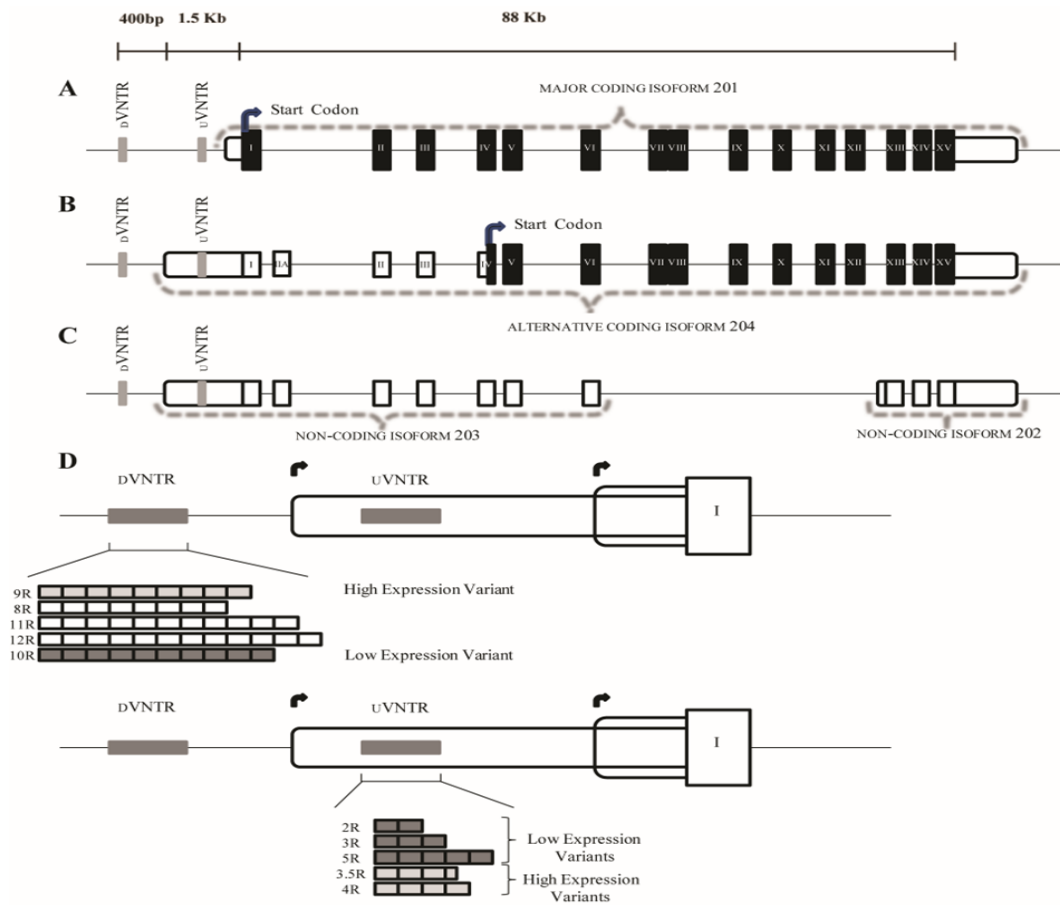 400bp 1.5 Kb 88 Kb
A
DVNTR
UVNTR
Start Codon
MAJOR CODING ISOFORM 201
I II III IV V VI VII VIII IX X XI XII XIII XIV XV
B
DVNTR
UVNTR
Start Codon
I IIA II III IV V VI VII VIII IX X XI XII XIII XIV XV
ALTERNATIVE CODING ISOFORM 204
C
DVNTR
UVNTR
NON-CODING ISOFORM 203
NON-CODING ISOFORM 202
D
DVNTR UVNTR
I
9R
8R
11R
12R
10R
High Expression Variant
Low Expression Variant
DVNTR UVNTR
I
2R
3R
5R
3.5R
4R
Low Expression
Variants
High Expression
Variants